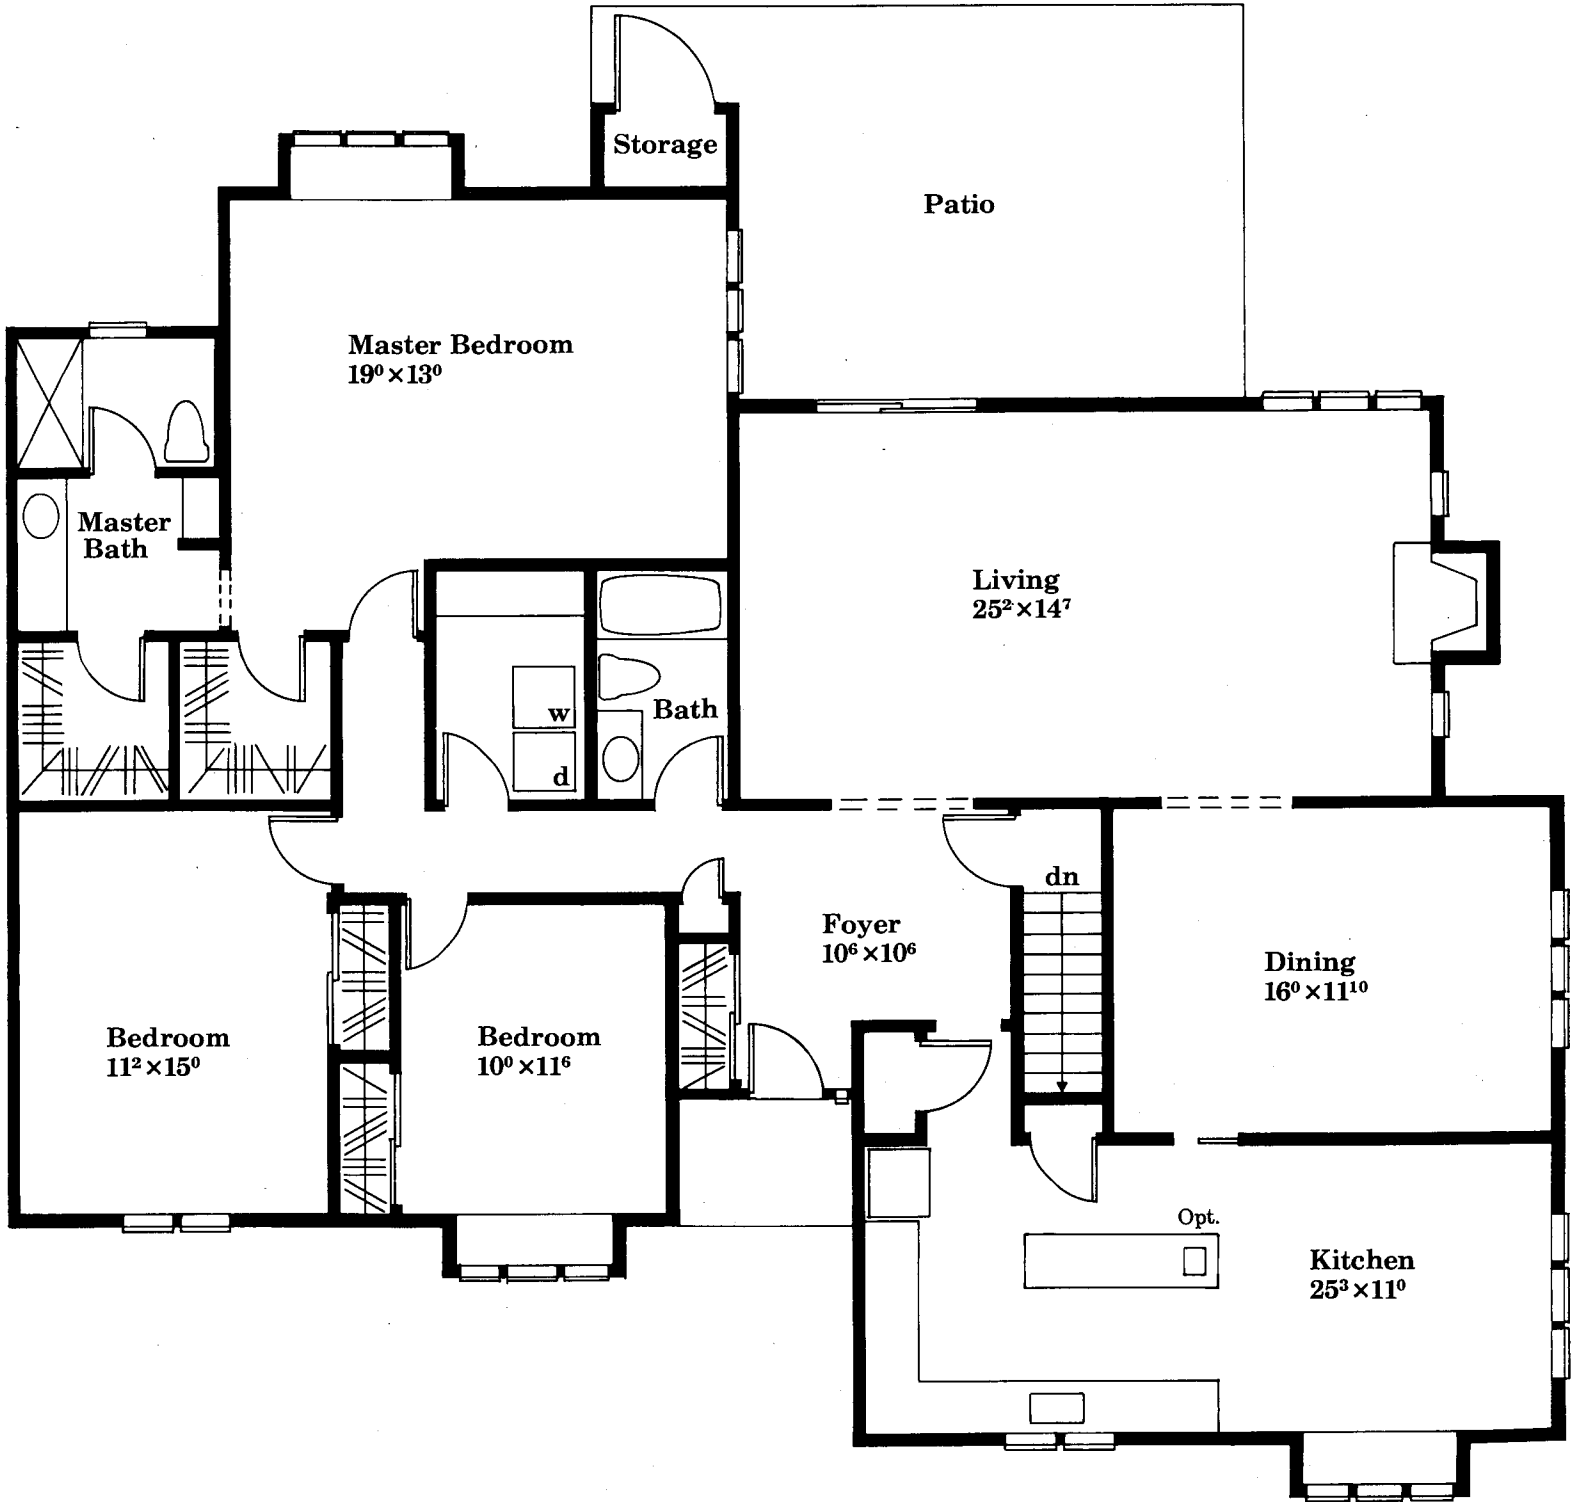 Storage
Patio
Master Bedroom
19⁰×13⁰
Master
Bath
Living
25²×14⁷
w
Bath
d
dn
Foyer
10⁶×10⁶
Dining
16⁰×11¹⁰
Bedroom
11²×15⁰
Bedroom
10⁰×11⁶
Opt.
Kitchen
25³×11⁰